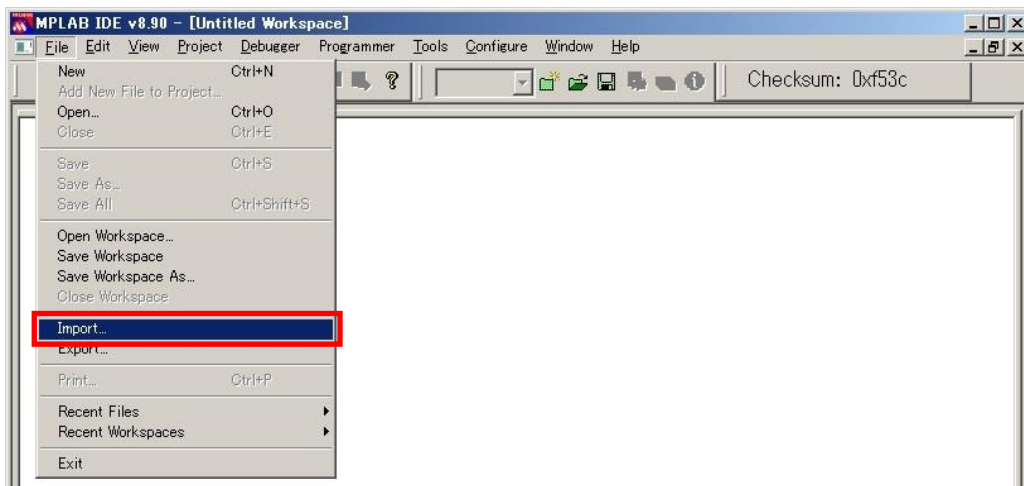 MPLAB IDE v8.90 - [Untitled Workspace]
File Edit View Project Debugger Programmer Tools Configure Window Help
Checksum: 0xf53c
New Ctrl+N
Add New File to Project...
Open... Ctrl+O
Close Ctrl+E
Save Ctrl+S
Save As...
Save All Ctrl+Shift+S
Open Workspace...
Save Workspace
Save Workspace As...
Close Workspace
Import...
Export...
Print... Ctrl+P
Recent Files
Recent Workspaces
Exit